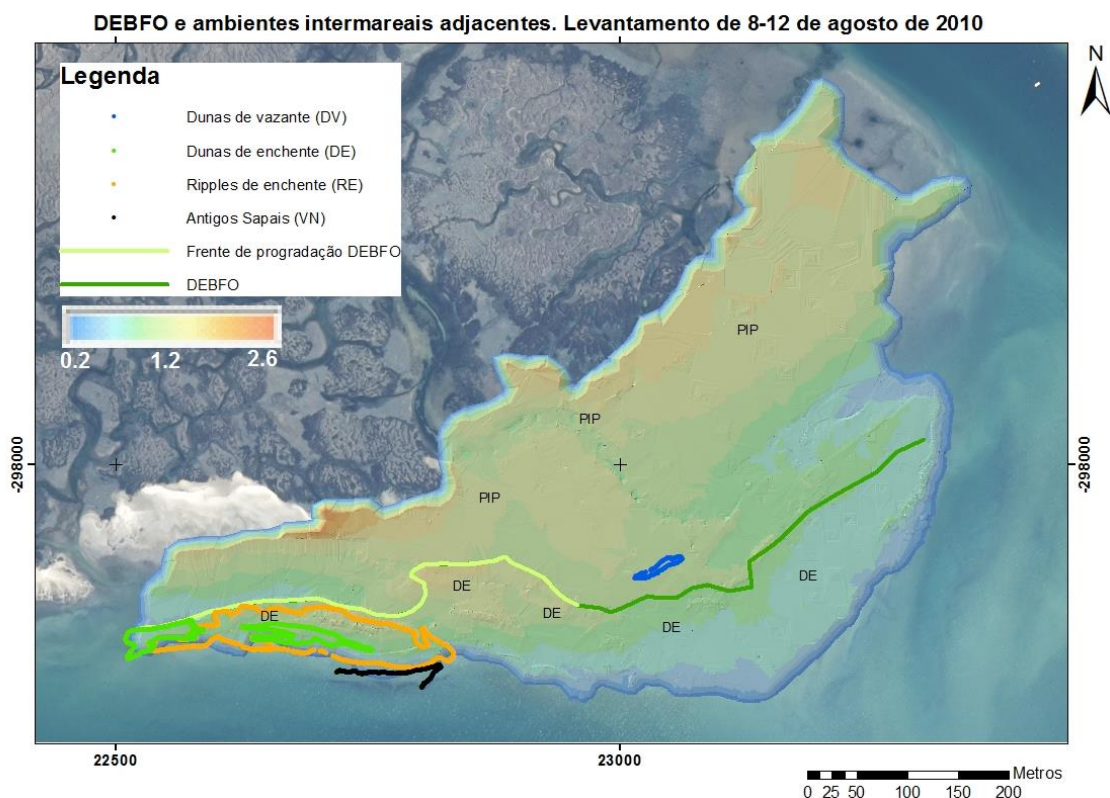 DEBFO e ambientes intermareais adjacentes. Levantamento de 8-12 de agosto de 2010
Legenda
Dunas de vazante (DV)
Dunas de enchente (DE)
Ripples de enchente (RE)
Antigos Sapais (VN)
Frente de progradação DEBFO
DEBFO
0.2 1.2 2.6
N
PIP
PIP
PIP
-298000
-298000
DE
DE
DE
DE
DE
22500
23000
Metros
0 25 50 100 150 200